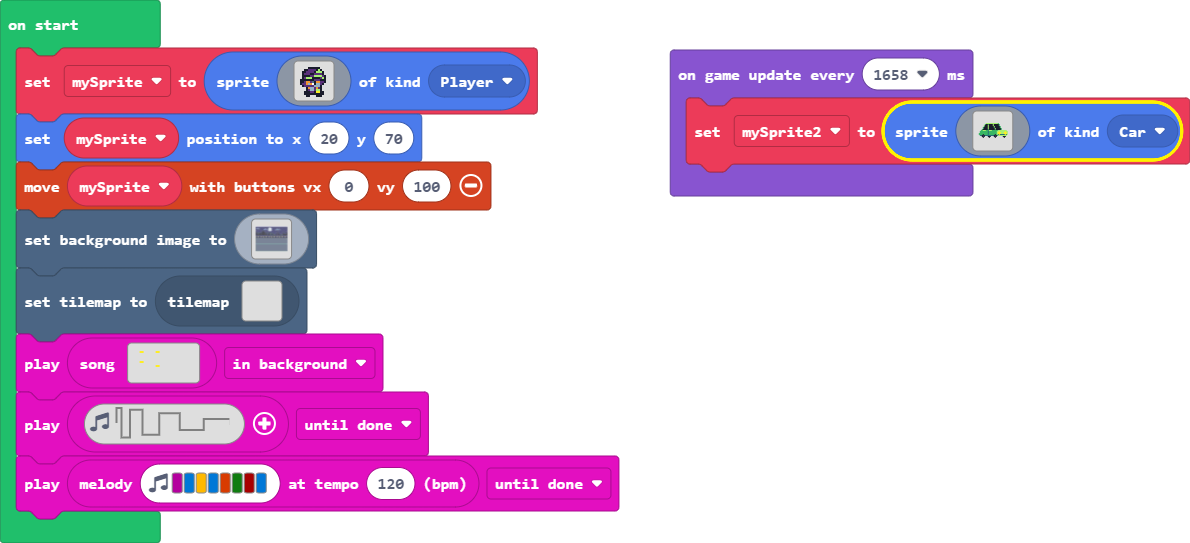 on start
set mySprite to sprite of kind Player
set mySprite position to x 20 y 70
move mySprite with buttons vx 0 vy 100
set background image to
set tilemap to tilemap
play song in background
play until done
play melody at tempo 120 (bpm) until done
on game update every 1658 ms
set mySprite2 to sprite of kind Car